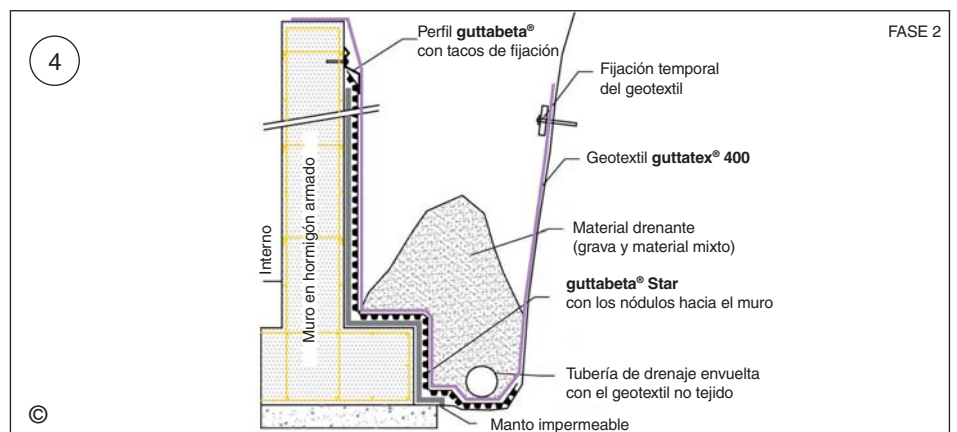 4
FASE 2
Perfil guttabeta®
con tacos de fijación
Fijación temporal
del geotextil
Geotextil guttatex® 400
Material drenante
(grava y material mixto)
guttabeta® Star
con los nódulos hacia el muro
Tubería de drenaje envuelta
con el geotextil no tejido
Manto impermeable
Interno
Muro en hormigón armado
©